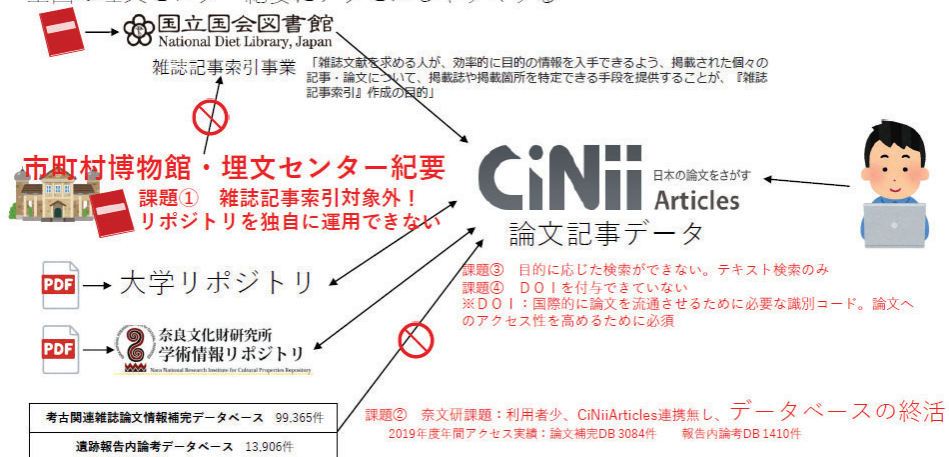 国立国会図書館
National Diet Library, Japan
雑誌記事索引事業
「雑誌文献を求める人が、効率的に目的の情報を入手できるよう、掲載された個々の
記事・論文について、掲載誌や掲載箇所を特定できる手段を提供することが、『雑誌
記事索引』作成の目的」
市町村博物館・埋文センター紀要
課題① 雑誌記事索引対象外！
リポジトリを独自に運用できない
CiNii
日本の論文をさがす
Articles
論文記事データ
PDF
大学リポジトリ
課題③ 目的に応じた検索ができない。テキスト検索のみ
課題④ ＤＯＩを付与できていない
※ＤＯＩ：国際的に論文を流通させるために必要な識別コード。論文へ
のアクセス性を高めるために必須
PDF
奈良文化財研究所
学術情報リポジトリ
Nara National Research Institute for Cultural Properties Repository
考古関連雑誌論文情報補完データベース 99,365件
遺跡報告内論考データベース 13,906件
課題② 奈文研課題：利用者少、CiNiiArticles連携無し、データベースの終活
2019年度年間アクセス実績：論文補完DB 3084件 報告内論考DB 1410件